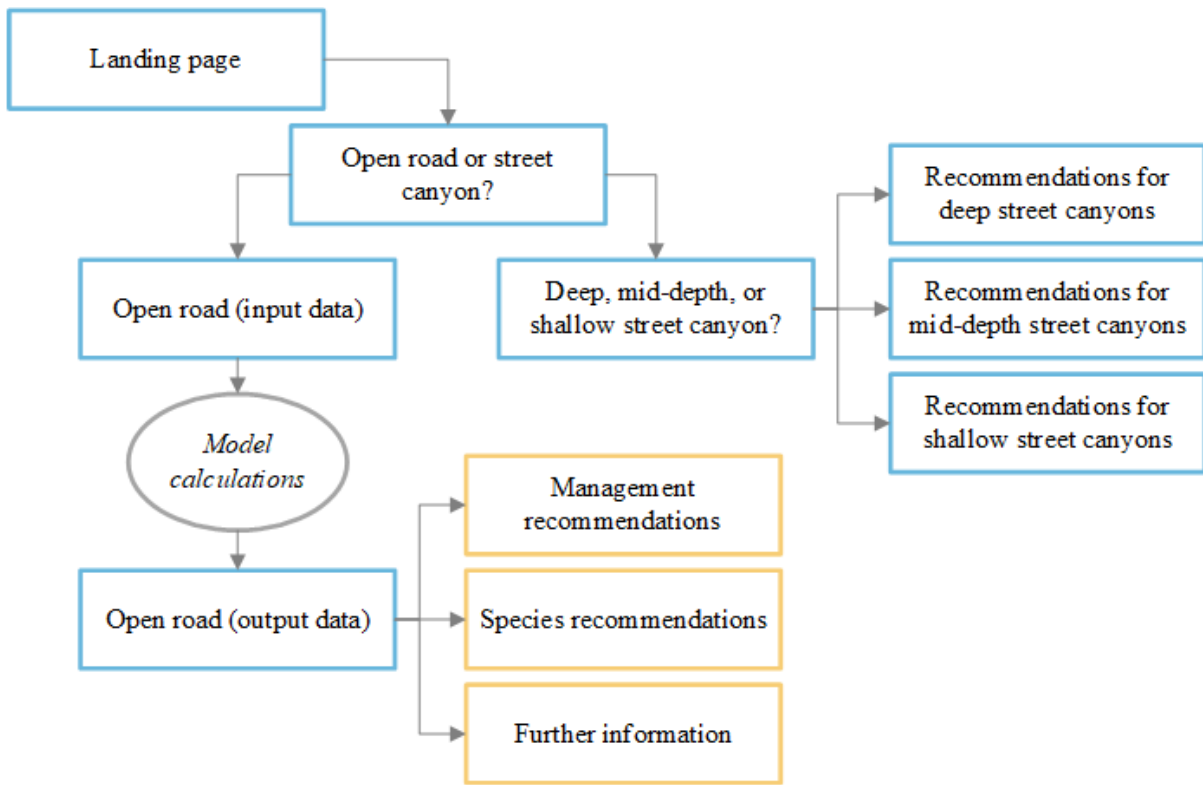 Landing page
Open road or street
canyon?
Open road (input data)
Deep, mid-depth, or
shallow street canyon?
Recommendations for
deep street canyons
Recommendations for
mid-depth street canyons
Recommendations for
shallow street canyons
Model
calculations
Open road (output data)
Management
recommendations
Species recommendations
Further information